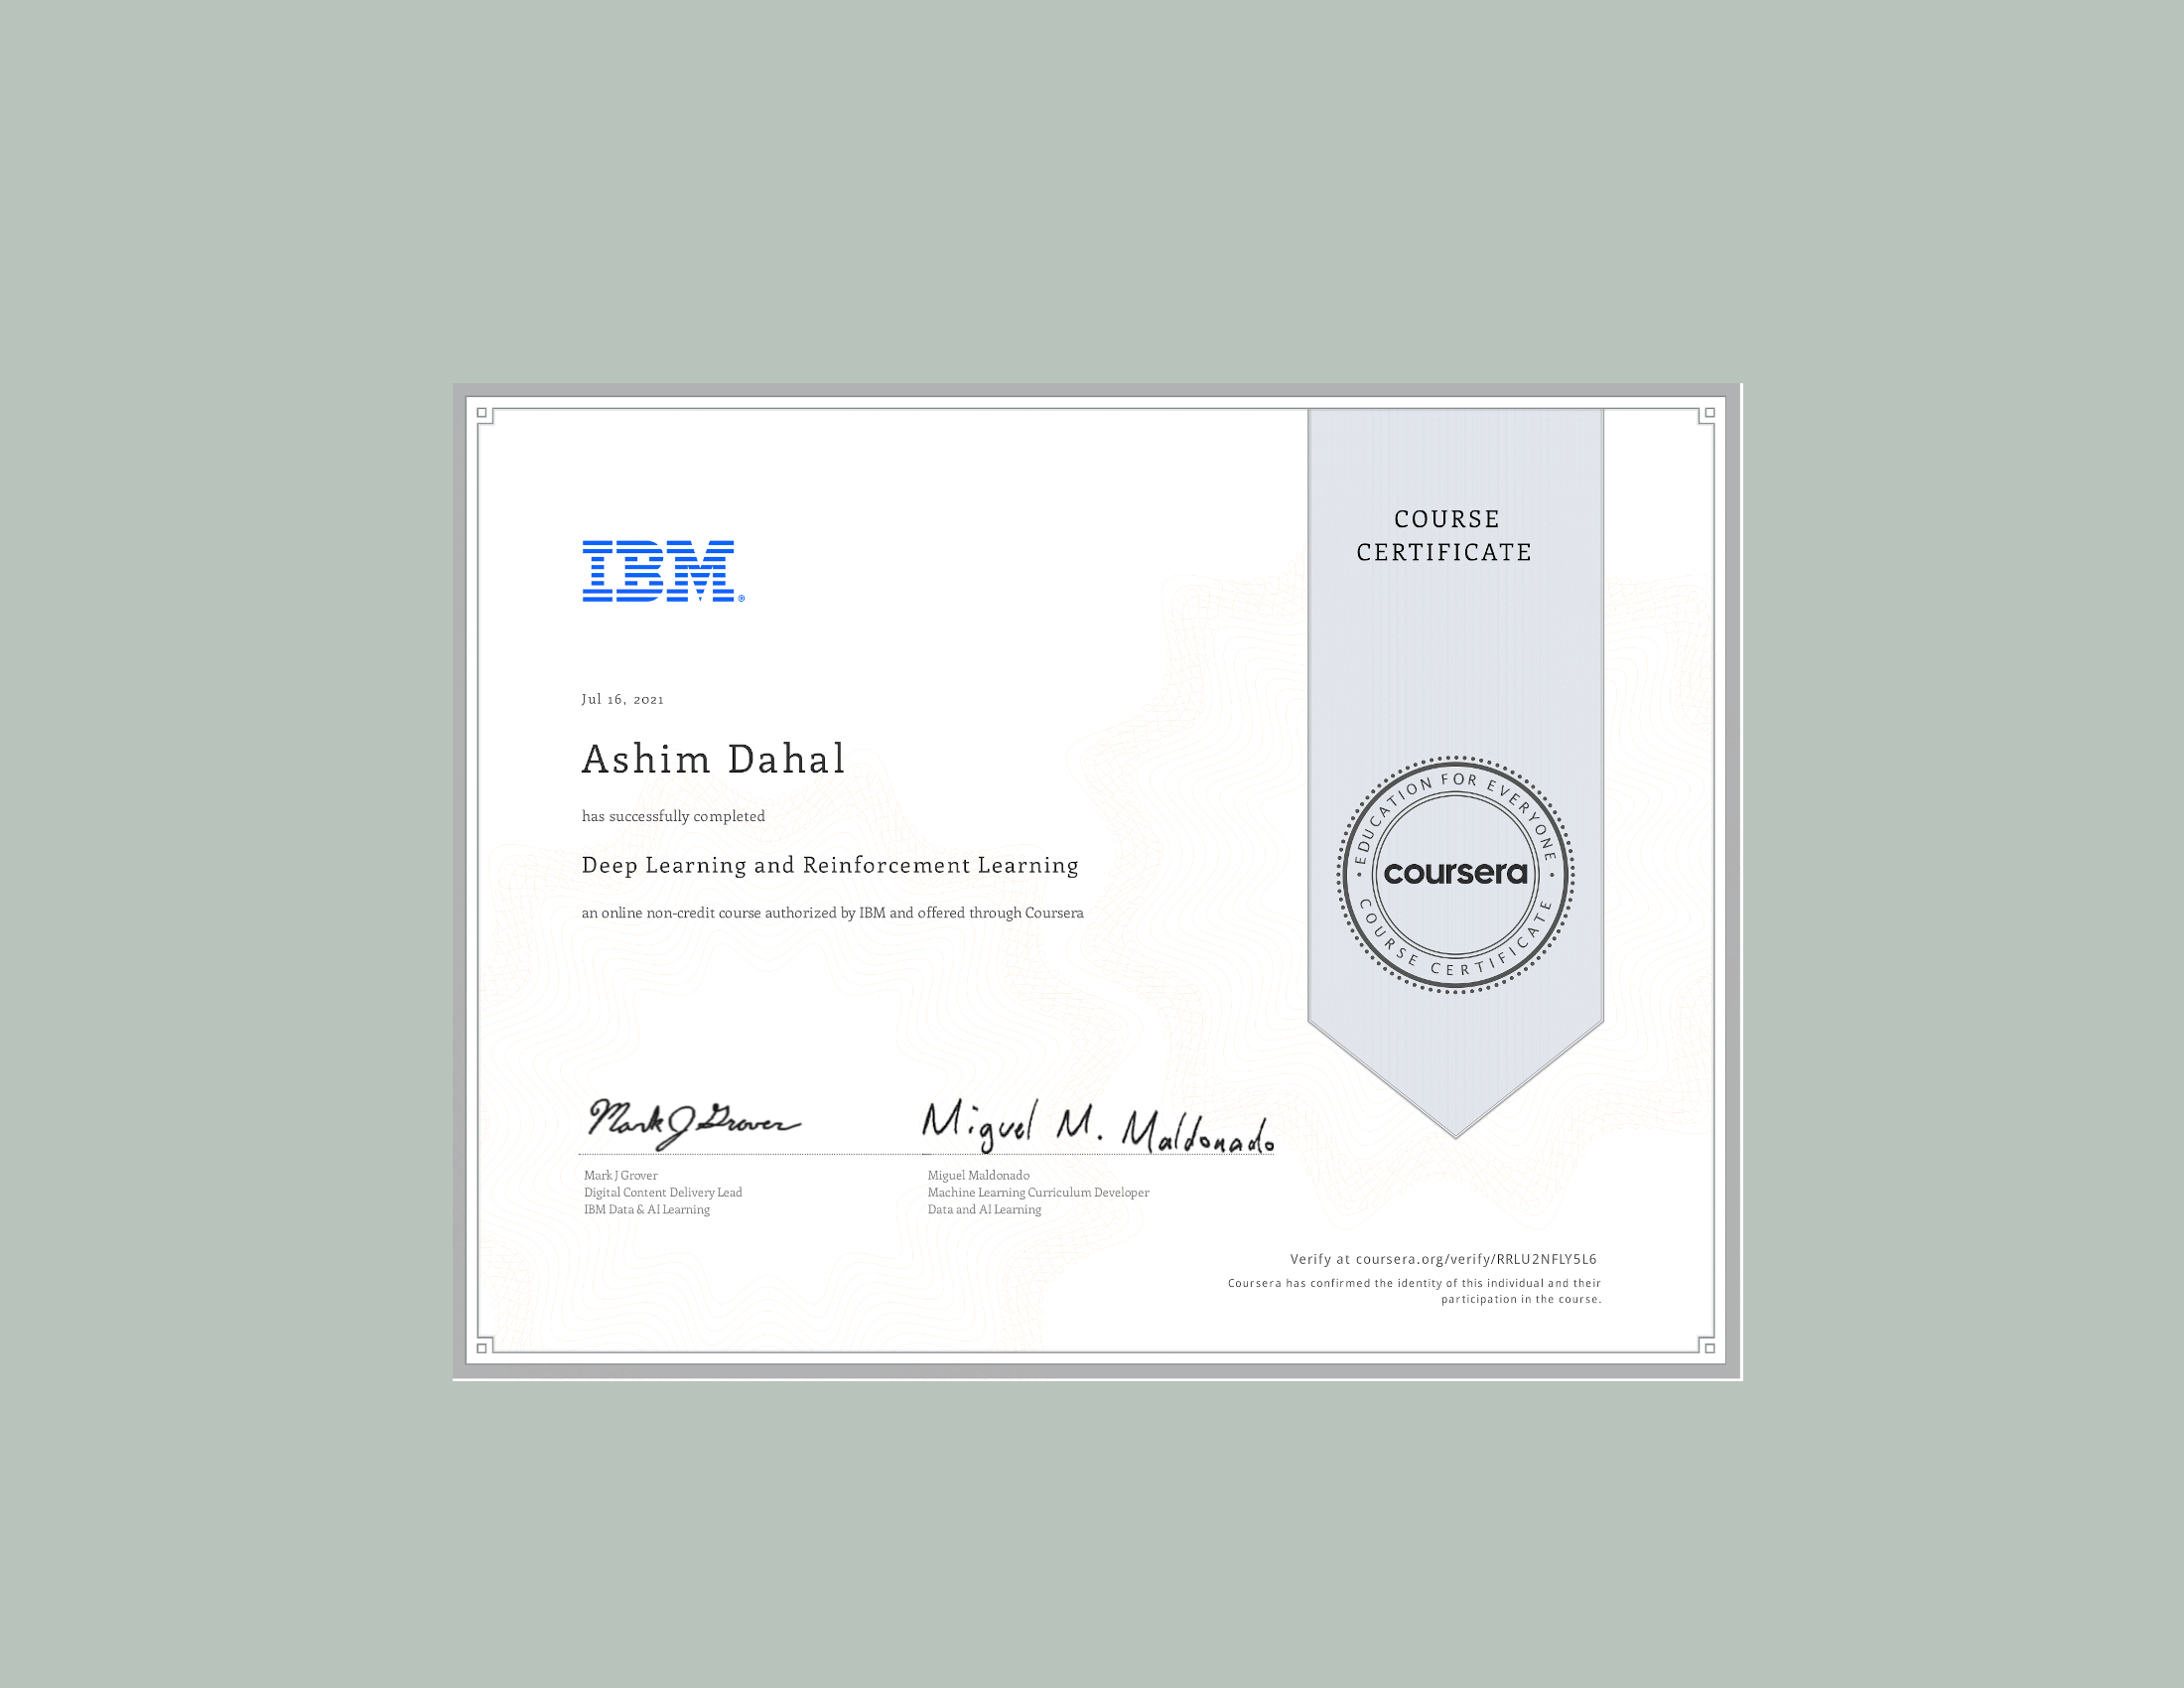 IBM®
COURSE
CERTIFICATE
Jul 16, 2021
Ashim Dahal
has successfully completed
Deep Learning and Reinforcement Learning
an online non-credit course authorized by IBM and offered through Coursera
EDUCATION FOR EVERYONE
coursera
COURSE CERTIFICATE
Mark J Grover
Miguel M. Maldonado
Mark J Grover
Digital Content Delivery Lead
IBM Data & AI Learning
Miguel Maldonado
Machine Learning Curriculum Developer
Data and AI Learning
Verify at coursera.org/verify/RRLU2NFLY5L6
Coursera has confirmed the identity of this individual and their
participation in the course.